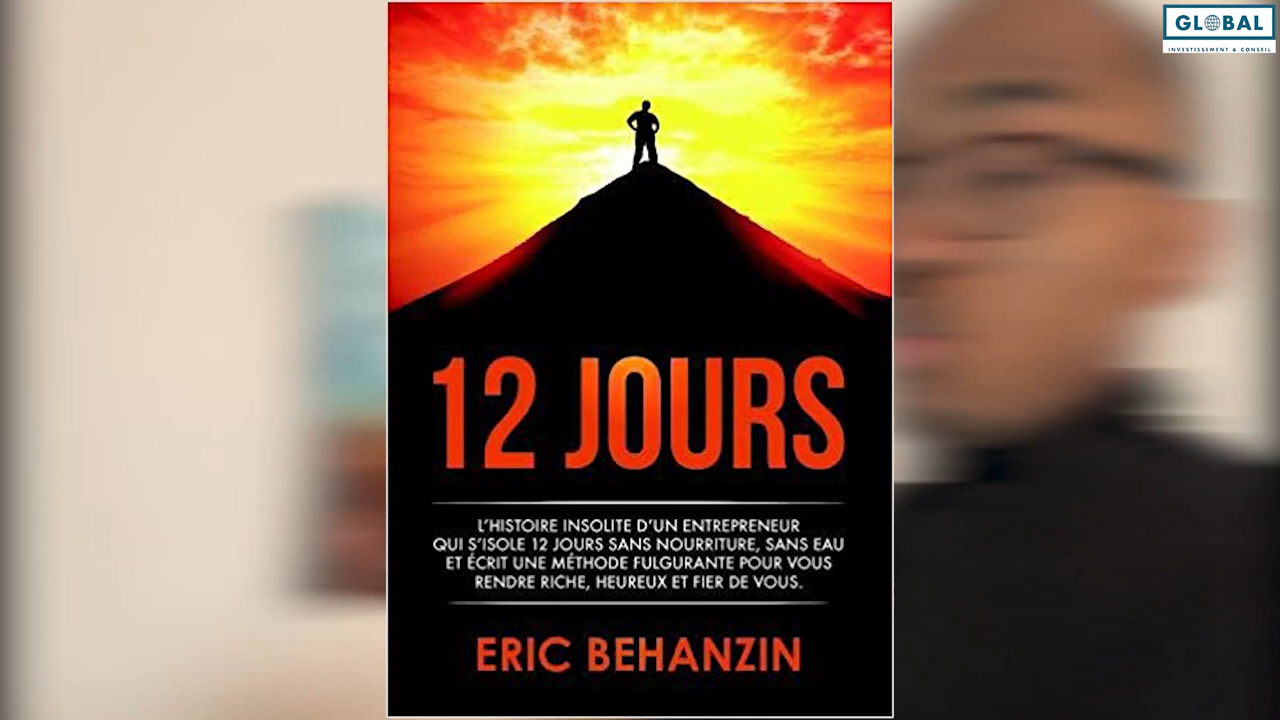 GLOBAL
INVESTISSEMENT & CONSEIL
12 JOURS
L'HISTOIRE INSOLITE D'UN ENTREPRENEUR
QUI S'ISOLE 12 JOURS SANS NOURRITURE, SANS EAU
ET ÉCRIT UNE MÉTHODE FULGURANTE POUR VOUS
RENDRE RICHE, HEUREUX ET FIER DE VOUS.
ERIC BEHANZIN